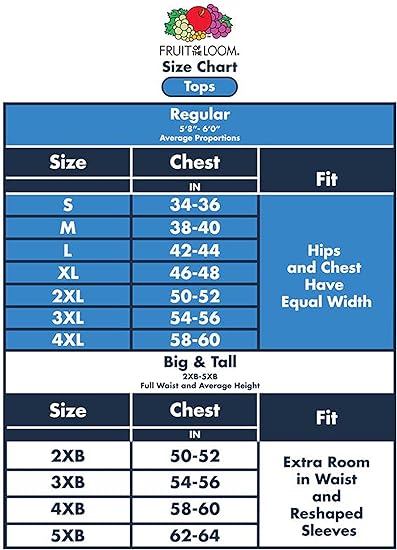 FRUIT OF THE LOOM®
Size Chart
Tops
Regular
5'8"- 6'0"
Average Proportions
Size Chest Fit
IN
S 34-36
M 38-40
L 42-44
XL 46-48
2XL 50-52
3XL 54-56
4XL 58-60
Hips
and Chest
Have
Equal Width
Big & Tall
2XB-5XB
Full Waist and Average Height
Size Chest Fit
IN
2XB 50-52
3XB 54-56
4XB 58-60
5XB 62-64
Extra Room
in Waist
and
Reshaped
Sleeves